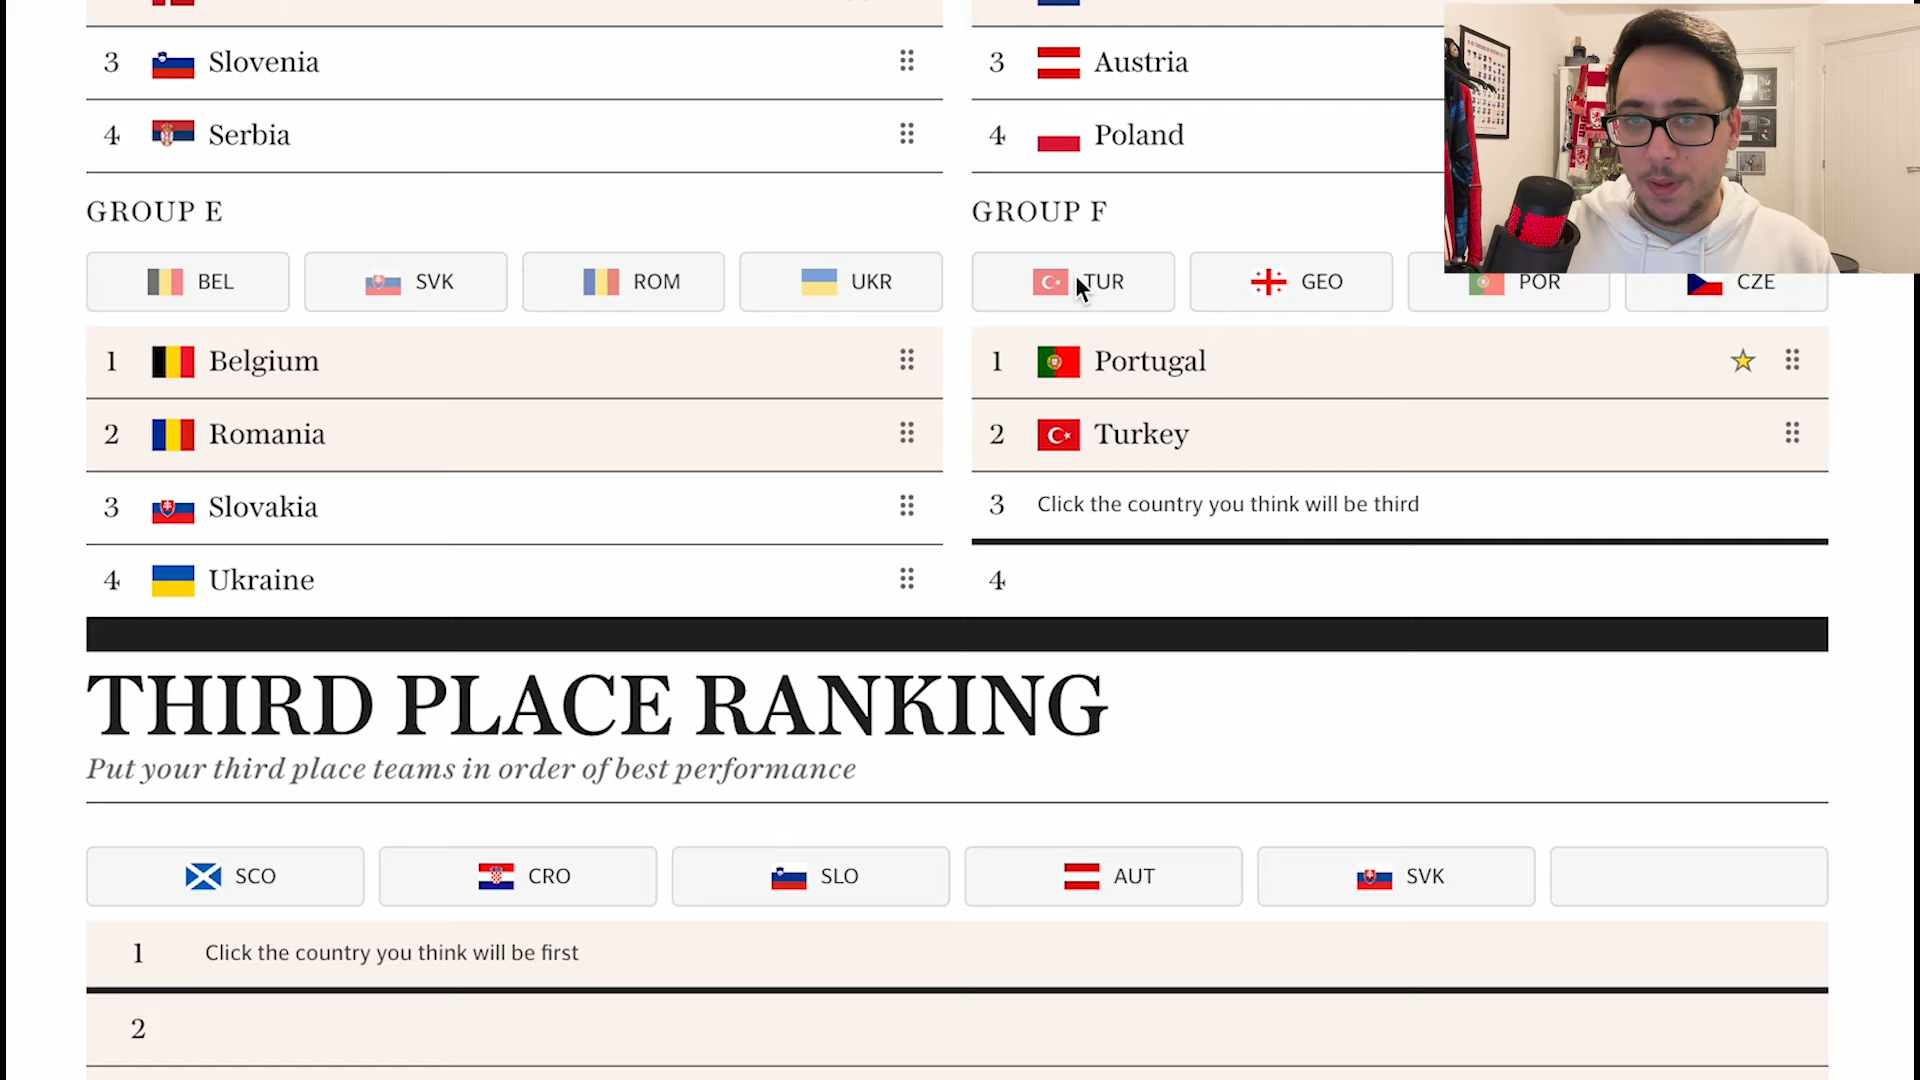 3 Slovenia
4 Serbia
3 Austria
4 Poland
GROUP E
BEL SVK ROM UKR
1 Belgium
2 Romania
3 Slovakia
4 Ukraine
GROUP F
TUR GEO POR CZE
1 Portugal
2 Turkey
3 Click the country you think will be third
4
THIRD PLACE RANKING
Put your third place teams in order of best performance
SCO CRO SLO AUT SVK
1 Click the country you think will be first
2